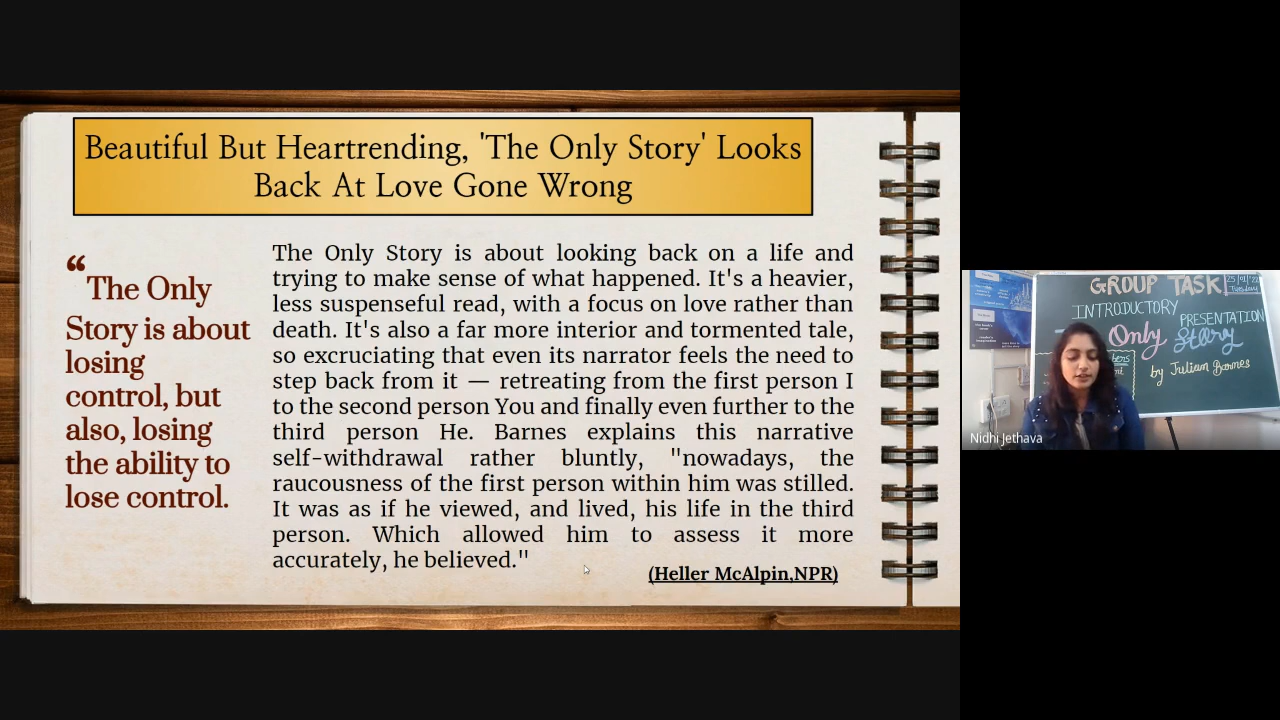 Beautiful But Heartrending, 'The Only Story' Looks
Back At Love Gone Wrong
“The Only
Story is about
losing
control, but
also, losing
the ability to
lose control.
The Only Story is about looking back on a life and
trying to make sense of what happened. It's a heavier,
less suspenseful read, with a focus on love rather than
death. It's also a far more interior and tormented tale,
so excruciating that even its narrator feels the need to
step back from it — retreating from the first person I
to the second person You and finally even further to the
third person He. Barnes explains this narrative
self-withdrawal rather bluntly, "nowadays, the
raucousness of the first person within him was stilled.
It was as if he viewed, and lived, his life in the third
person. Which allowed him to assess it more
accurately, he believed."
(Heller McAlpin,NPR)
GROUP TASK
Tuesday
INTRODUCTORY
PRESENTATION
Only Story
by Julian Barnes
Nidhi Jethava